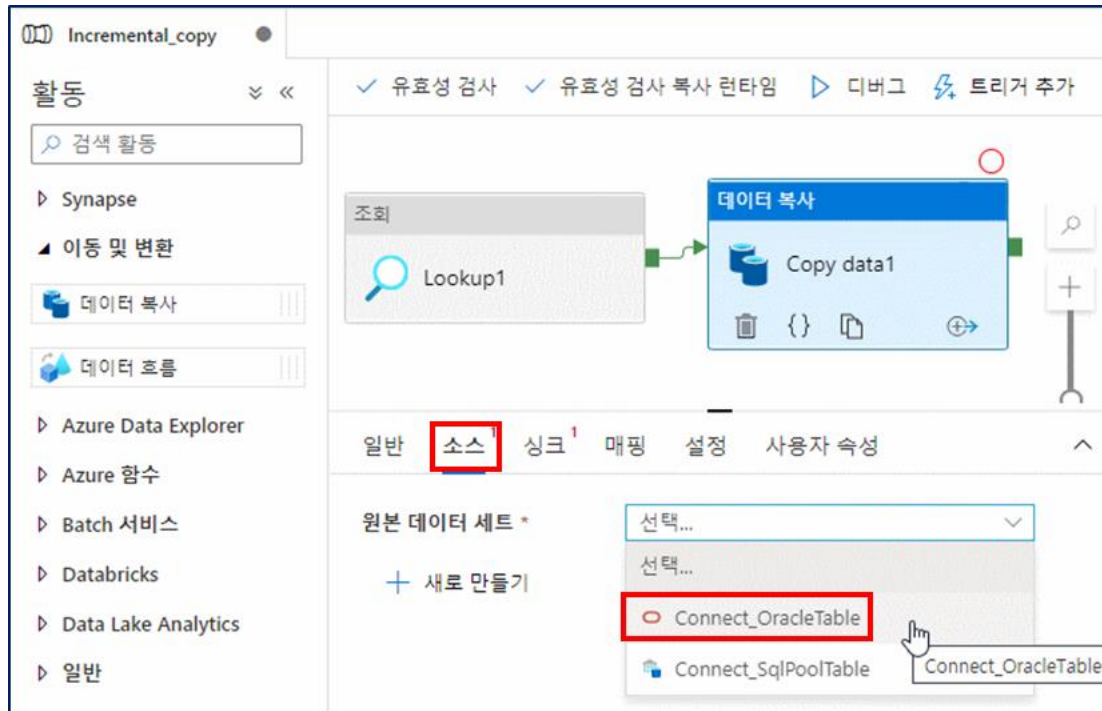 Incremental_copy
활동
검색 활동
Synapse
이동 및 변환
데이터 복사
데이터 흐름
Azure Data Explorer
Azure 함수
Batch 서비스
Databricks
Data Lake Analytics
일반
유효성 검사 유효성 검사 복사 런타임 디버그 트리거 추가
조회
Lookup1
데이터 복사
Copy data1
일반 소스 1 싱크 1 매핑 설정 사용자 속성
원본 데이터 세트 *
선택...
새로 만들기
선택...
Connect_OracleTable
Connect_SqlPoolTable
Connect_OracleTable